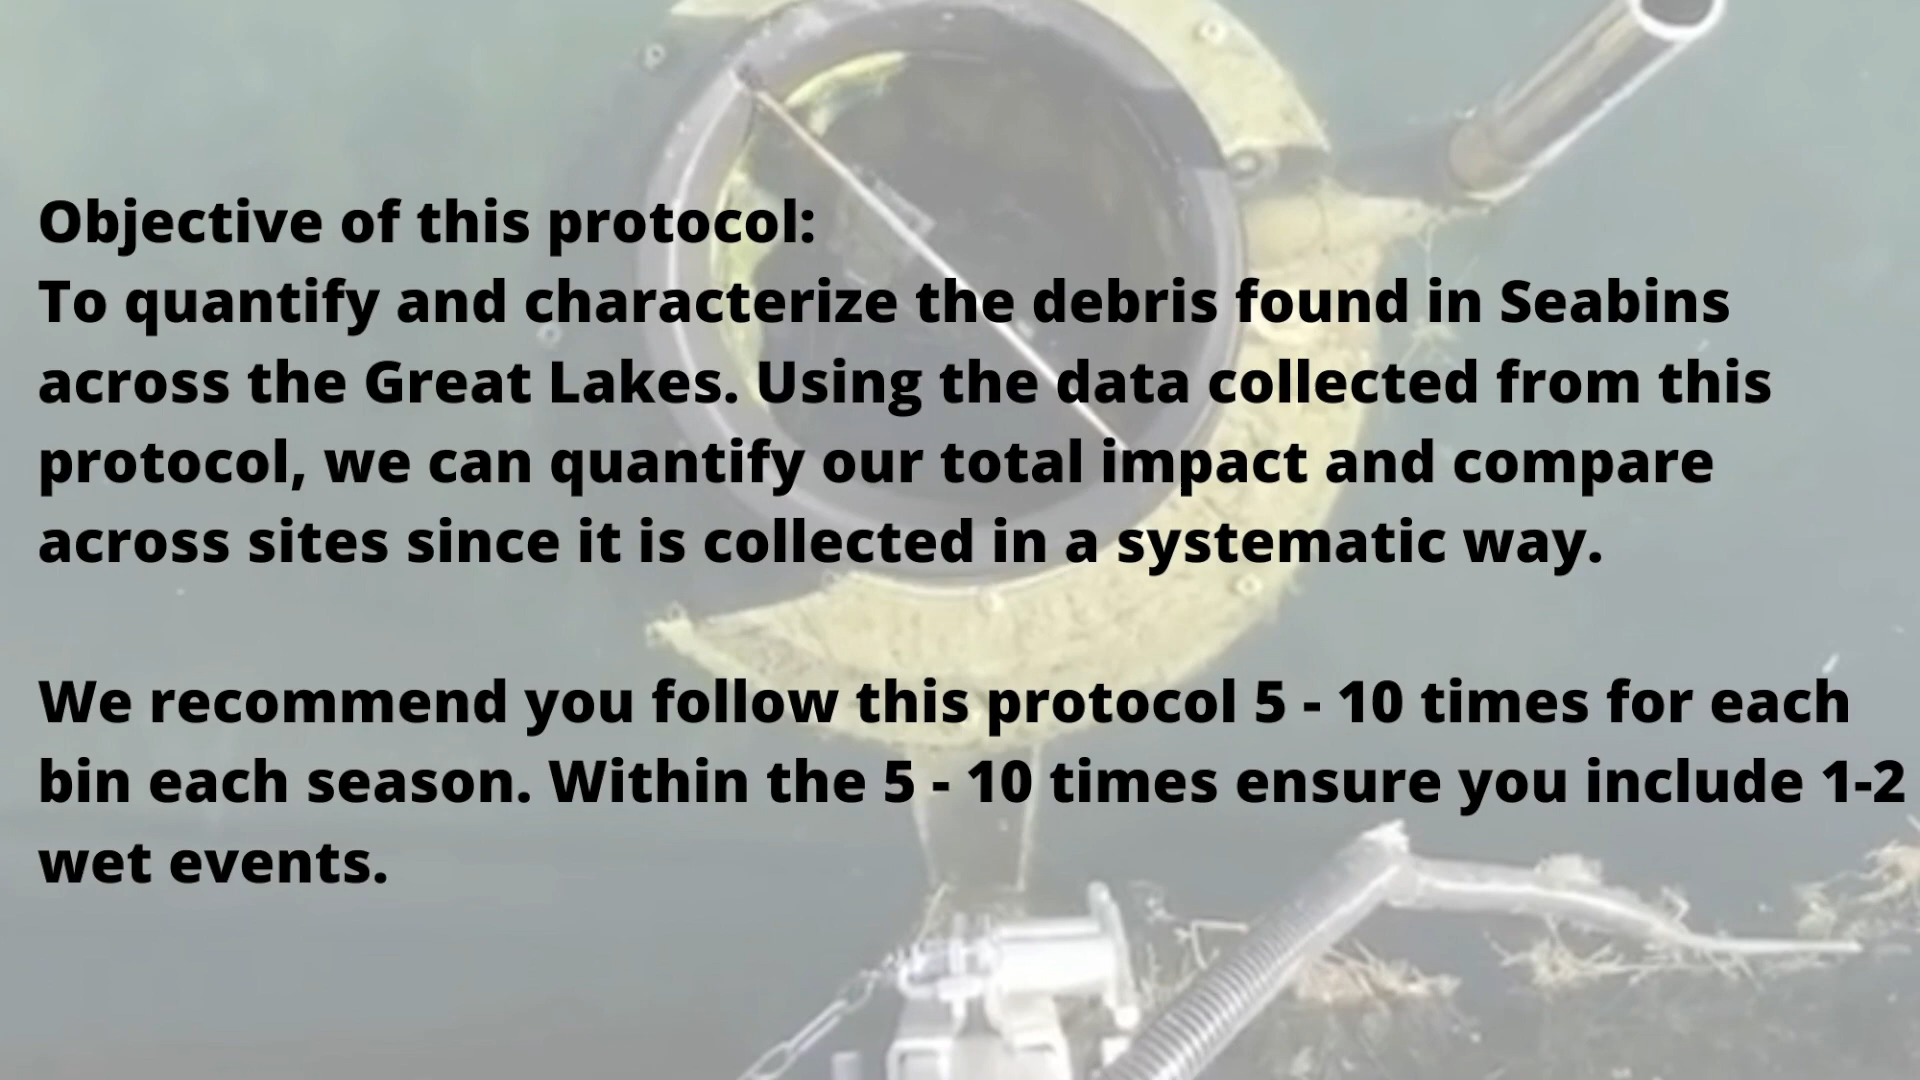 Objective of this protocol:
To quantify and characterize the debris found in Seabins
across the Great Lakes. Using the data collected from this
protocol, we can quantify our total impact and compare
across sites since it is collected in a systematic way.
We recommend you follow this protocol 5 - 10 times for each
bin each season. Within the 5 - 10 times ensure you include 1-2
wet events.